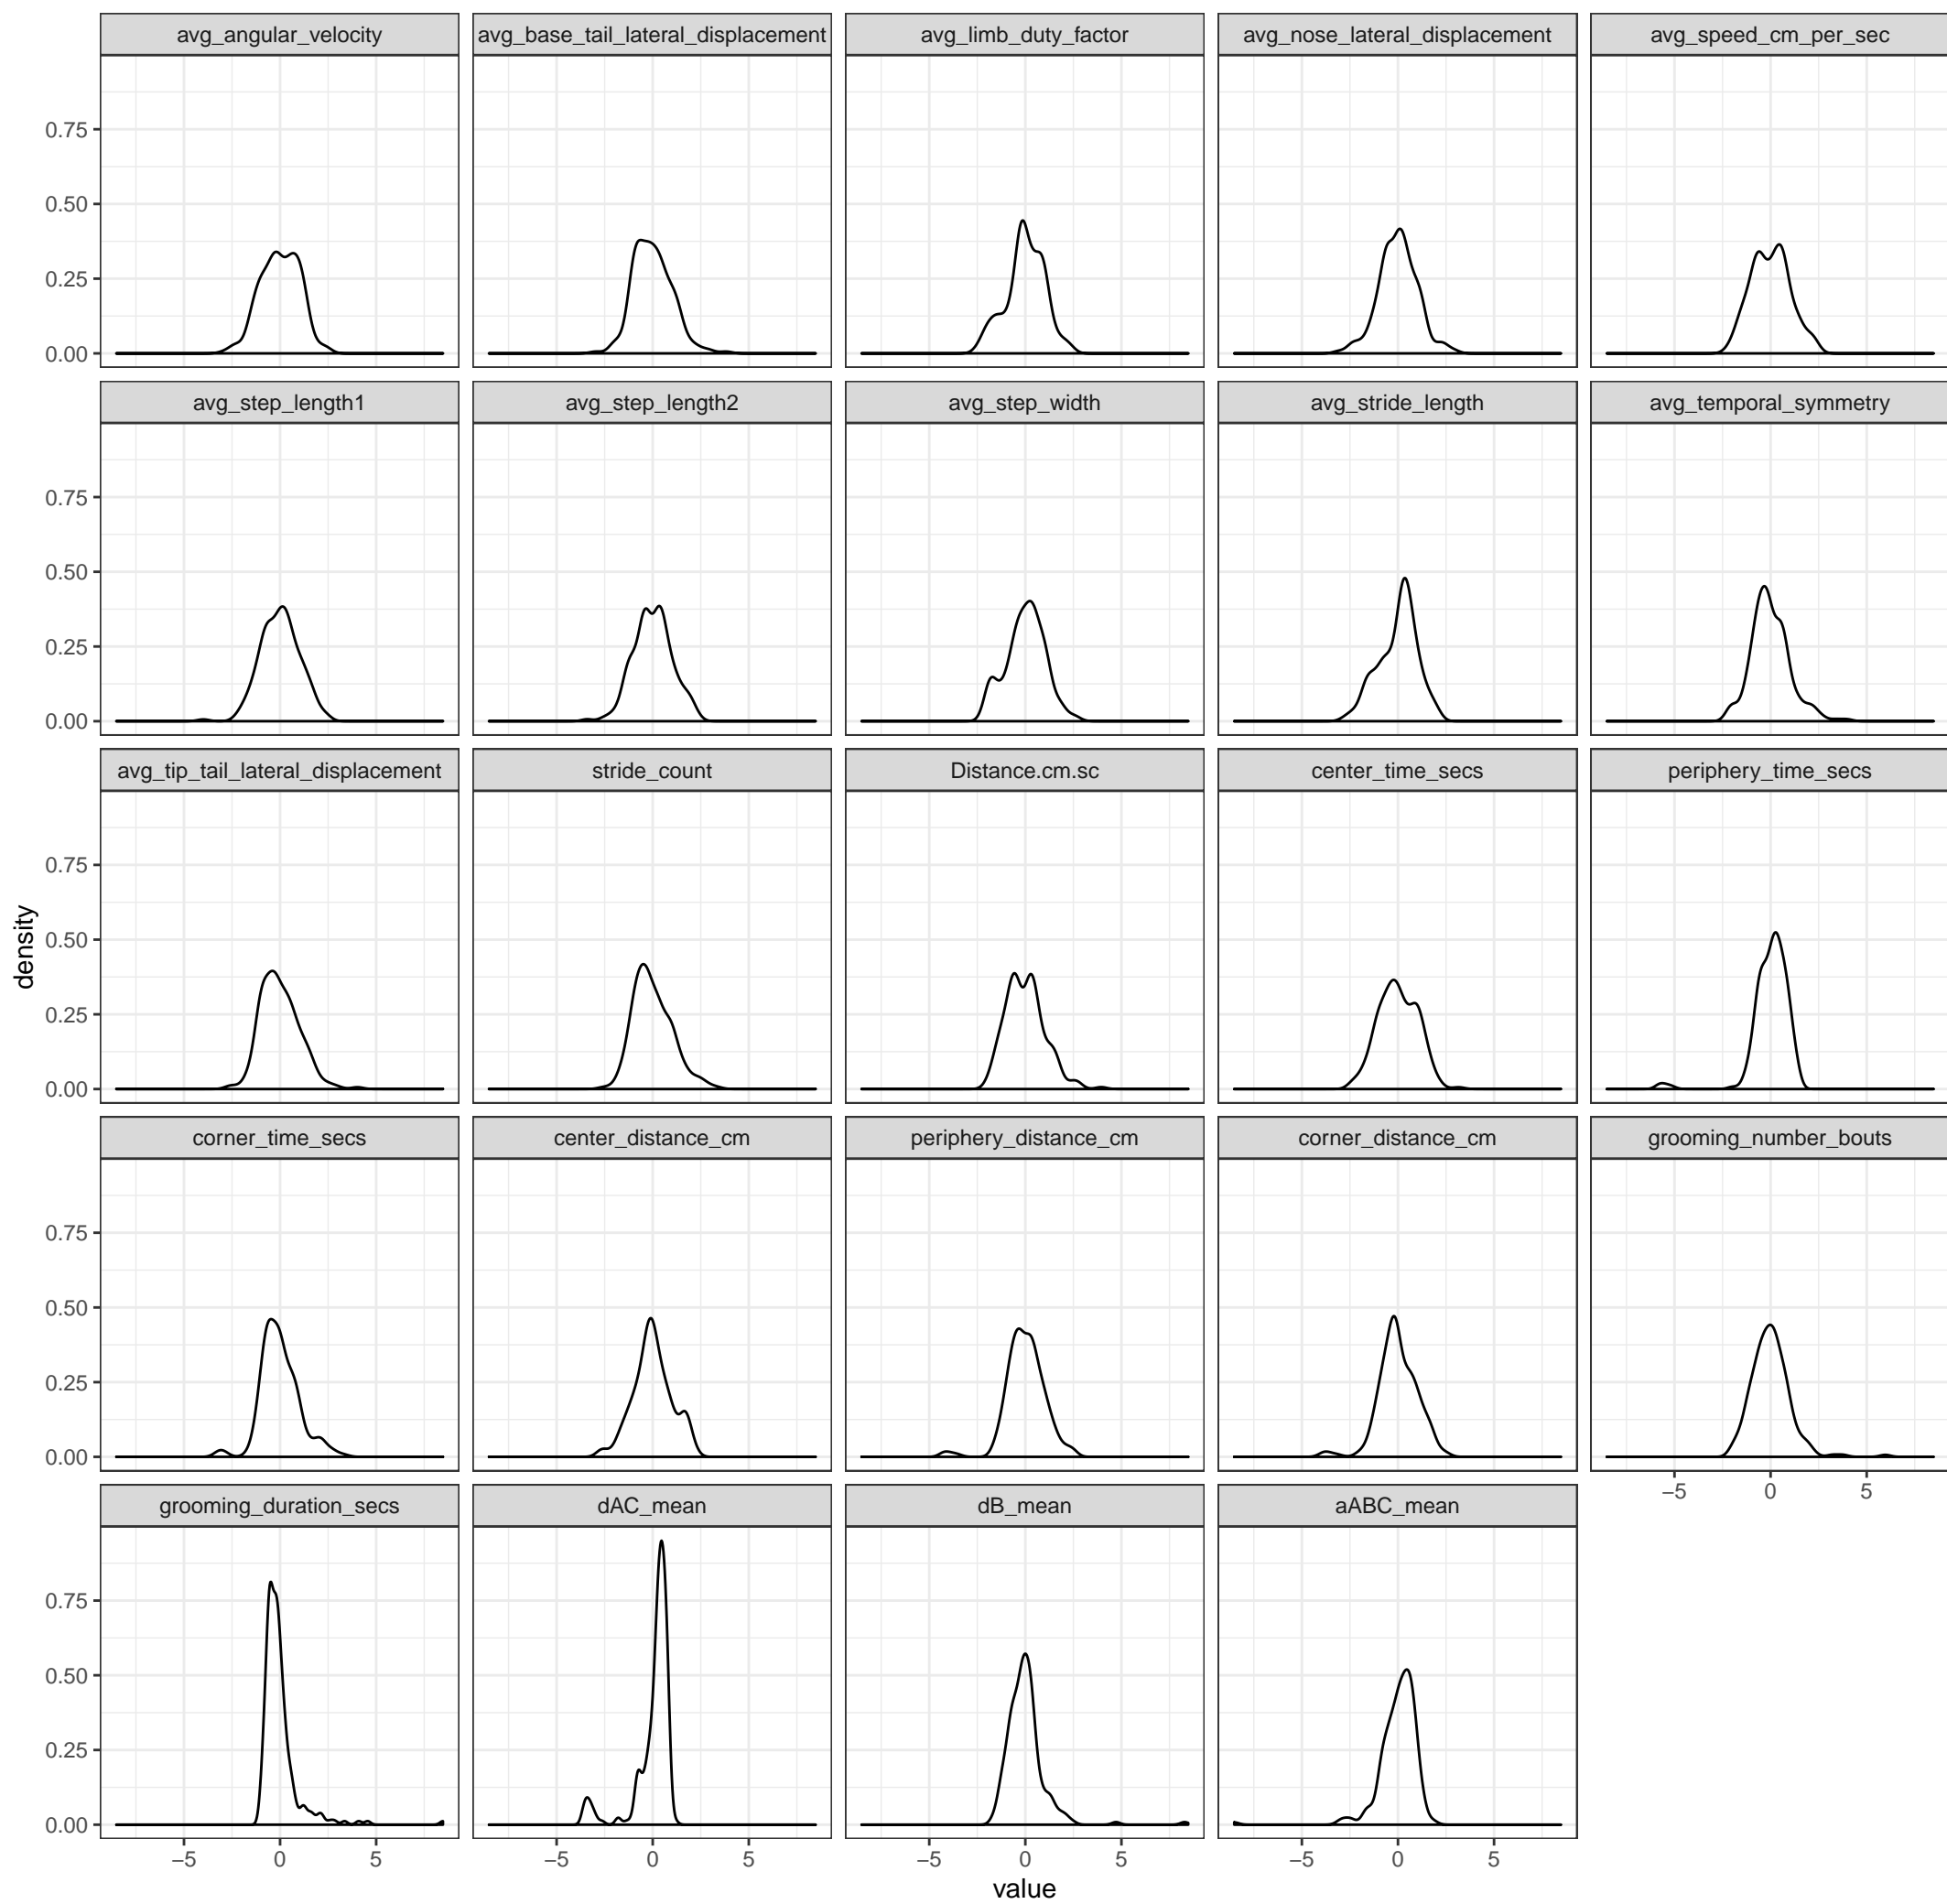 avg_angular_velocity avg_base_tail_lateral_displacement avg_limb_duty_factor avg_nose_lateral_displacement avg_speed_cm_per_sec
0.75
0.50
0.25
0.00
avg_step_length1 avg_step_length2 avg_step_width avg_stride_length avg_temporal_symmetry
0.75
0.50
0.25
0.00
avg_tip_tail_lateral_displacement stride_count Distance.cm.sc center_time_secs periphery_time_secs
0.75
0.50
0.25
0.00
density
corner_time_secs center_distance_cm periphery_distance_cm corner_distance_cm grooming_number_bouts
0.75
0.50
0.25
0.00
−5 0 5
grooming_duration_secs dAC_mean dB_mean aABC_mean
0.75
0.50
0.25
0.00
−5 0 5 −5 0 5 −5 0 5 −5 0 5
value